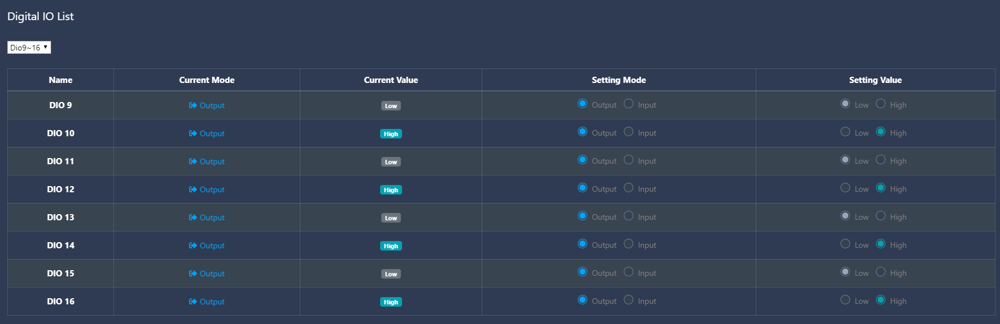 Digital IO List
Dio9~16
Name Current Mode Current Value Setting Mode Setting Value
DIO 9 Output Low Output Input Low High
DIO 10 Output High Output Input Low High
DIO 11 Output Low Output Input Low High
DIO 12 Output High Output Input Low High
DIO 13 Output Low Output Input Low High
DIO 14 Output High Output Input Low High
DIO 15 Output Low Output Input Low High
DIO 16 Output High Output Input Low High